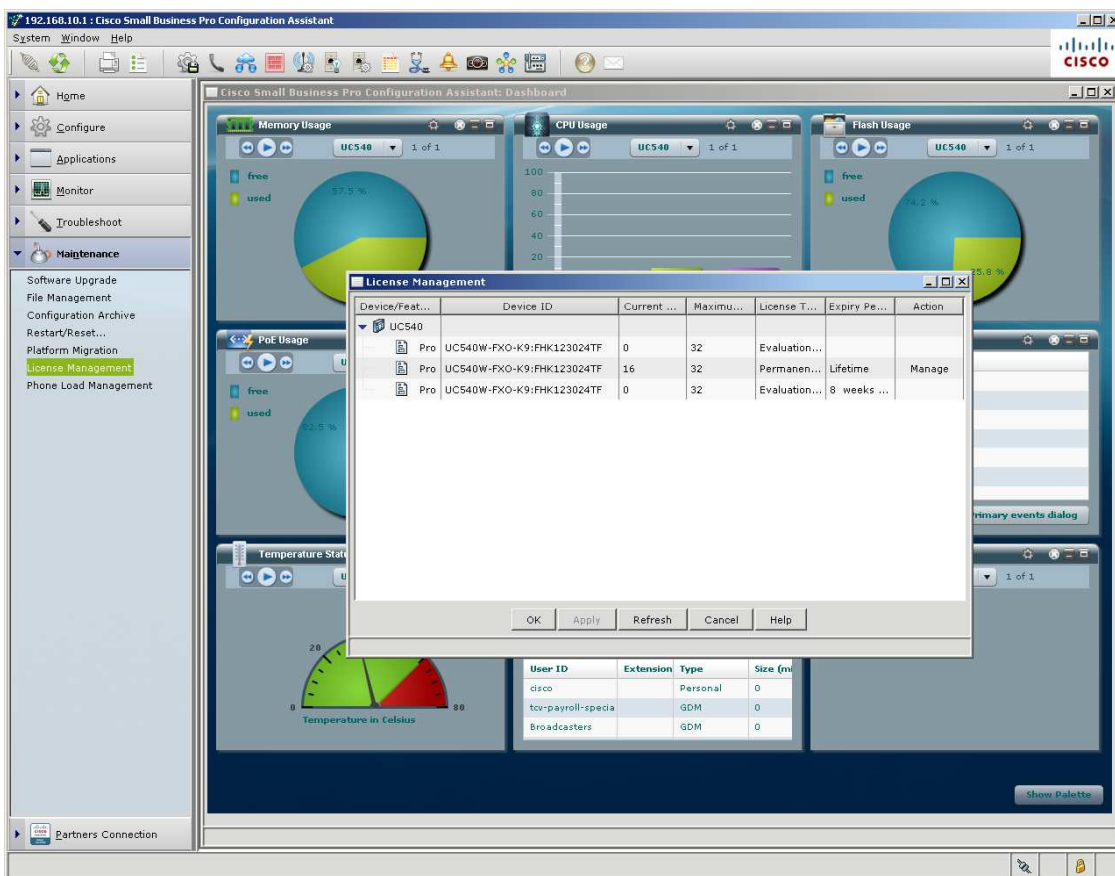 192.168.10.1 : Cisco Small Business Pro Configuration Assistant
System Window Help
CISCO
Home
Configure
Applications
Monitor
Troubleshoot
Maintenance
Software Upgrade
File Management
Configuration Archive
Restart/Reset...
Platform Migration
License Management
Phone Load Management
Partners Connection
Cisco Small Business Pro Configuration Assistant: Dashboard
Memory Usage
UC540 1 of 1
free
used
57.5 %
CPU Usage
UC540 1 of 1
100
80
60
40
20
Flash Usage
UC540 1 of 1
free
used
74.2 %
25.8 %
PoE Usage
free
used
82.5 %
License Management
Device/Feat... Device ID Current ... Maximu... License T... Expiry Pe... Action
UC540
Pro UC540W-FXO-K9:FHK123024TF 0 32 Evaluation...
Pro UC540W-FXO-K9:FHK123024TF 16 32 Permanen... Lifetime Manage
Pro UC540W-FXO-K9:FHK123024TF 0 32 Evaluation... 8 weeks ...
OK Apply Refresh Cancel Help
Primary events dialog
Temperature Statu
20
0
80
Temperature in Celsius
User ID Extension Type Size (mi
cisco Personal 0
tcv-payroll-specia GDM 0
Broadcasters GDM 0
1 of 1
Show Palette